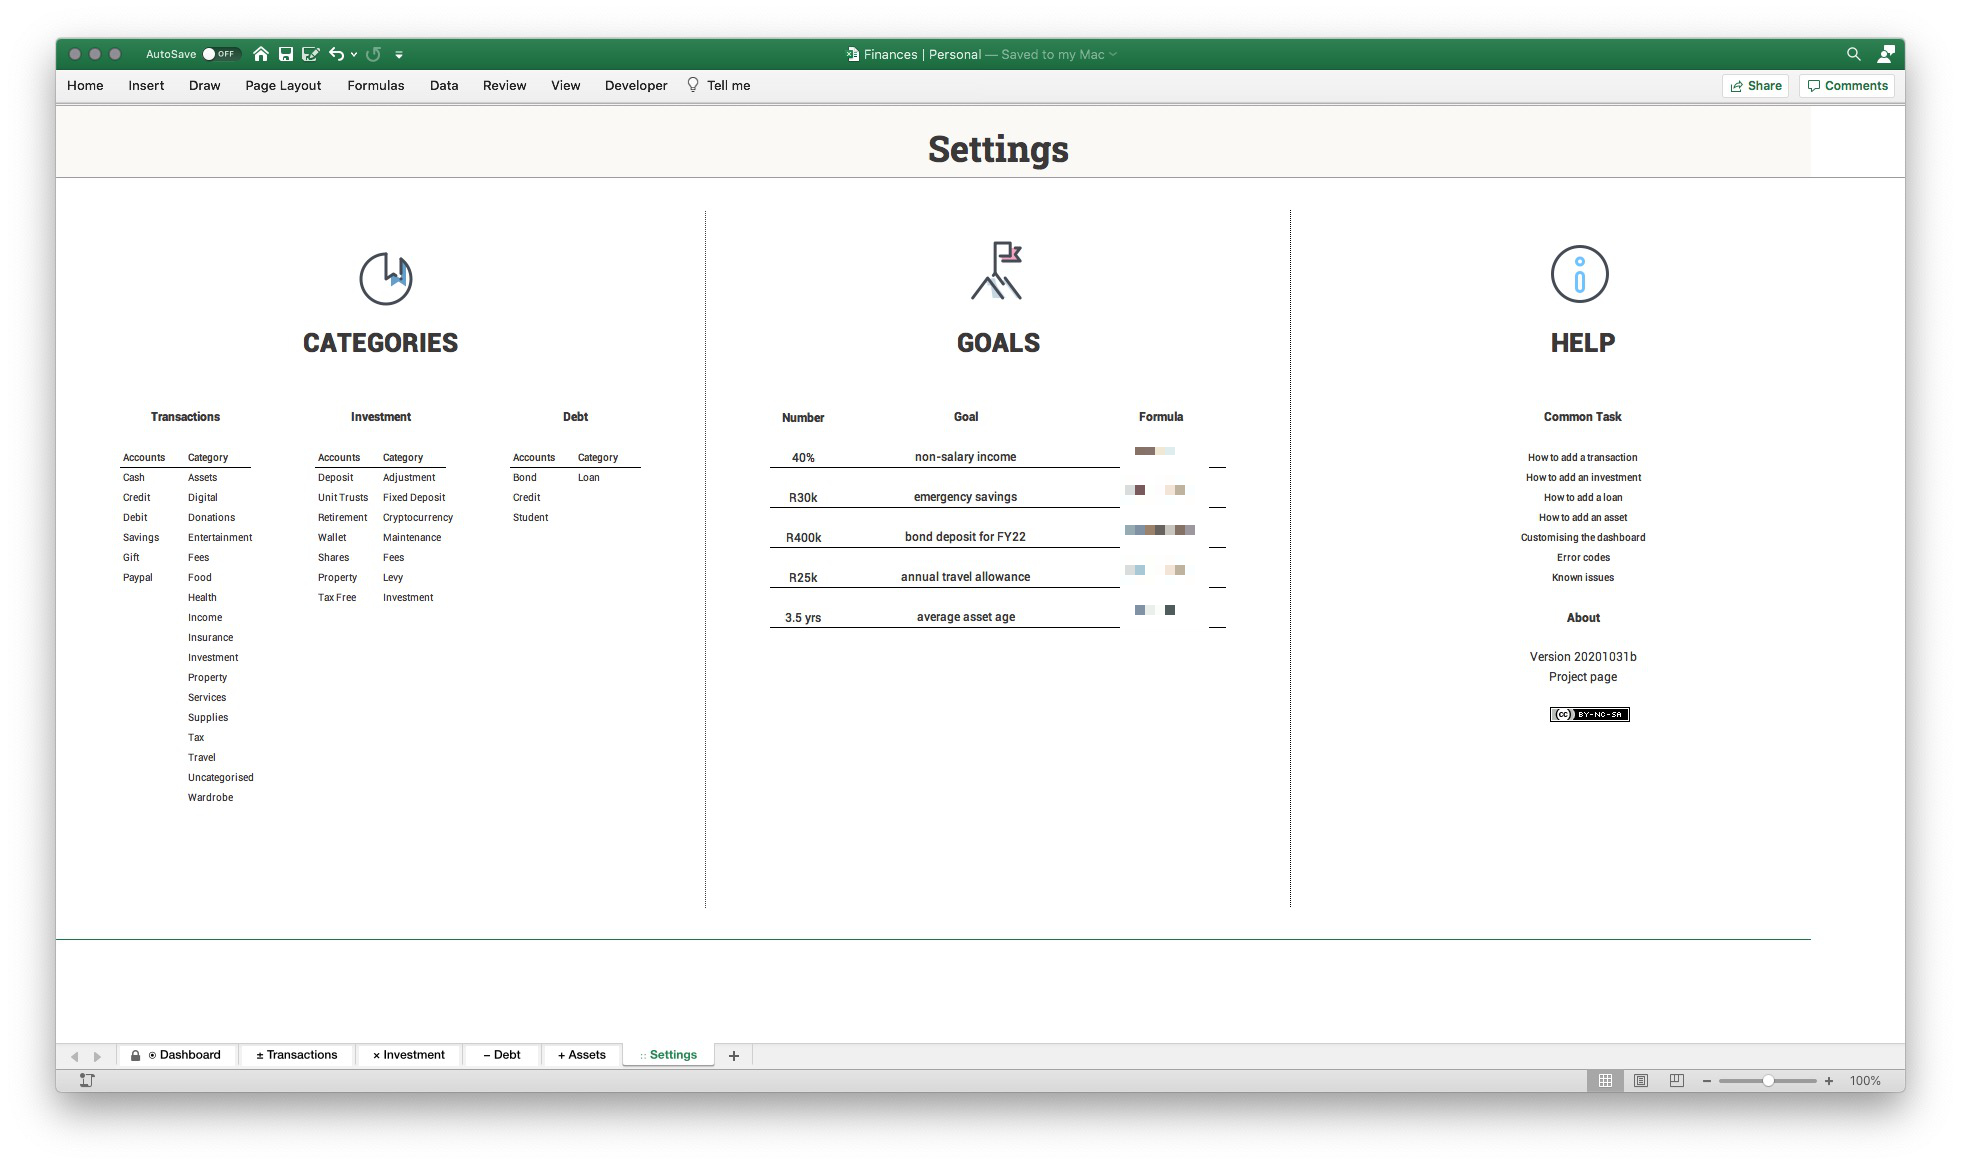 AutoSave OFF
Finances | Personal — Saved to my Mac
Home Insert Draw Page Layout Formulas Data Review View Developer Tell me
Share Comments
Settings
CATEGORIES
Transactions Investment Debt
Accounts Category Accounts Category Accounts Category
Cash Assets Deposit Adjustment Bond Loan
Credit Digital Unit Trusts Fixed Deposit Credit
Debit Donations Retirement Cryptocurrency Student
Savings Entertainment Wallet Maintenance
Gift Fees Shares Fees
Paypal Food Property Levy
Health Tax Free Investment
Income
Insurance
Investment
Property
Services
Supplies
Tax
Travel
Uncategorised
Wardrobe
GOALS
Number Goal Formula
40% non-salary income
R30k emergency savings
R400k bond deposit for FY22
R25k annual travel allowance
3.5 yrs average asset age
HELP
Common Task
How to add a transaction
How to add an investment
How to add a loan
How to add an asset
Customising the dashboard
Error codes
Known issues
About
Version 20201031b
Project page
cc BY-NC-SA
Dashboard ± Transactions × Investment – Debt + Assets :: Settings +
– + 100%